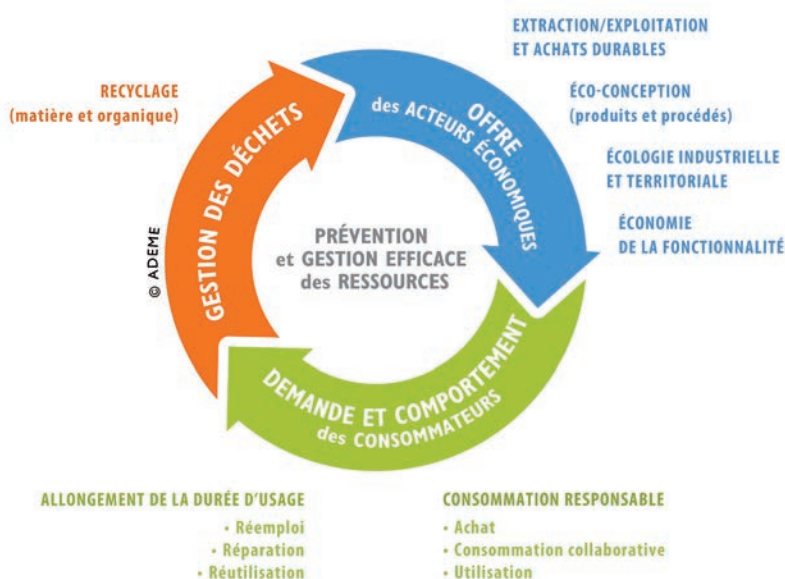 EXTRACTION/EXPLOITATION
ET ACHATS DURABLES
ÉCO-CONCEPTION
(produits et procédés)
ÉCOLOGIE INDUSTRIELLE
ET TERRITORIALE
ÉCONOMIE
DE LA FONCTIONNALITÉ
RECYCLAGE
(matière et organique)
OFFRE
des ACTEURS ÉCONOMIQUES
GESTION DES DÉCHETS
PRÉVENTION
et GESTION EFFICACE
des RESSOURCES
© ADEME
DEMANDE ET COMPORTEMENT
des CONSOMMATEURS
ALLONGEMENT DE LA DURÉE D'USAGE
• Réemploi
• Réparation
• Réutilisation
CONSOMMATION RESPONSABLE
• Achat
• Consommation collaborative
• Utilisation